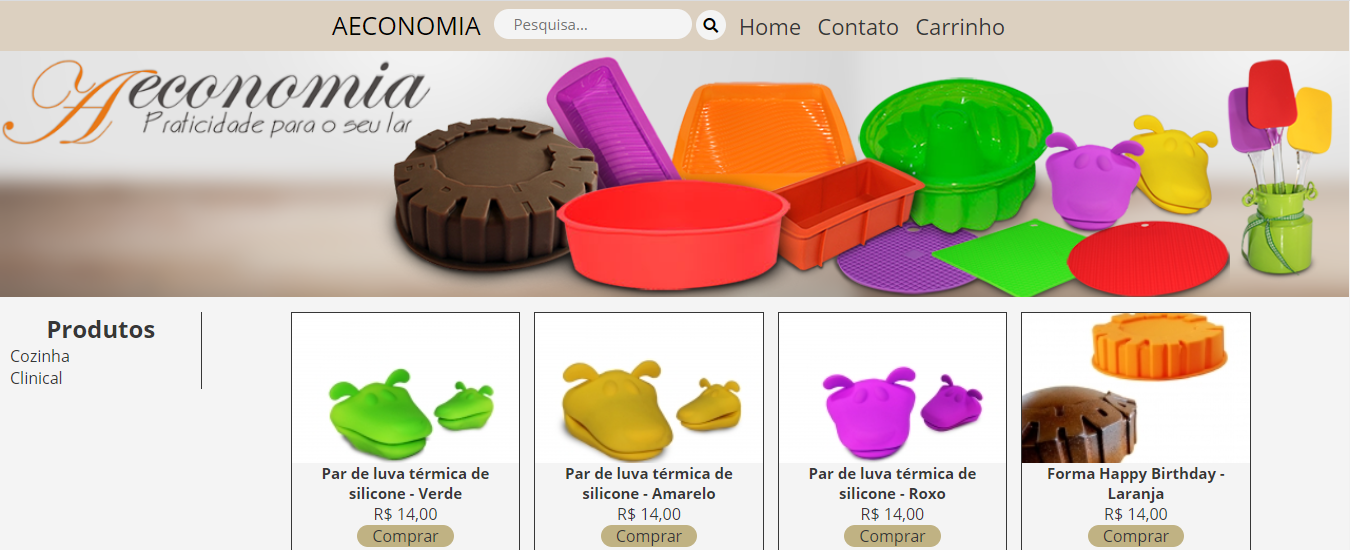 AECONOMIA Pesquisa... Home Contato Carrinho
Aeconomia
Praticidade para o seu lar
Produtos
Cozinha
Clinical
Par de luva térmica de
silicone - Verde
R$ 14,00
Comprar
Par de luva térmica de
silicone - Amarelo
R$ 14,00
Comprar
Par de luva térmica de
silicone - Roxo
R$ 14,00
Comprar
Forma Happy Birthday -
Laranja
R$ 14,00
Comprar